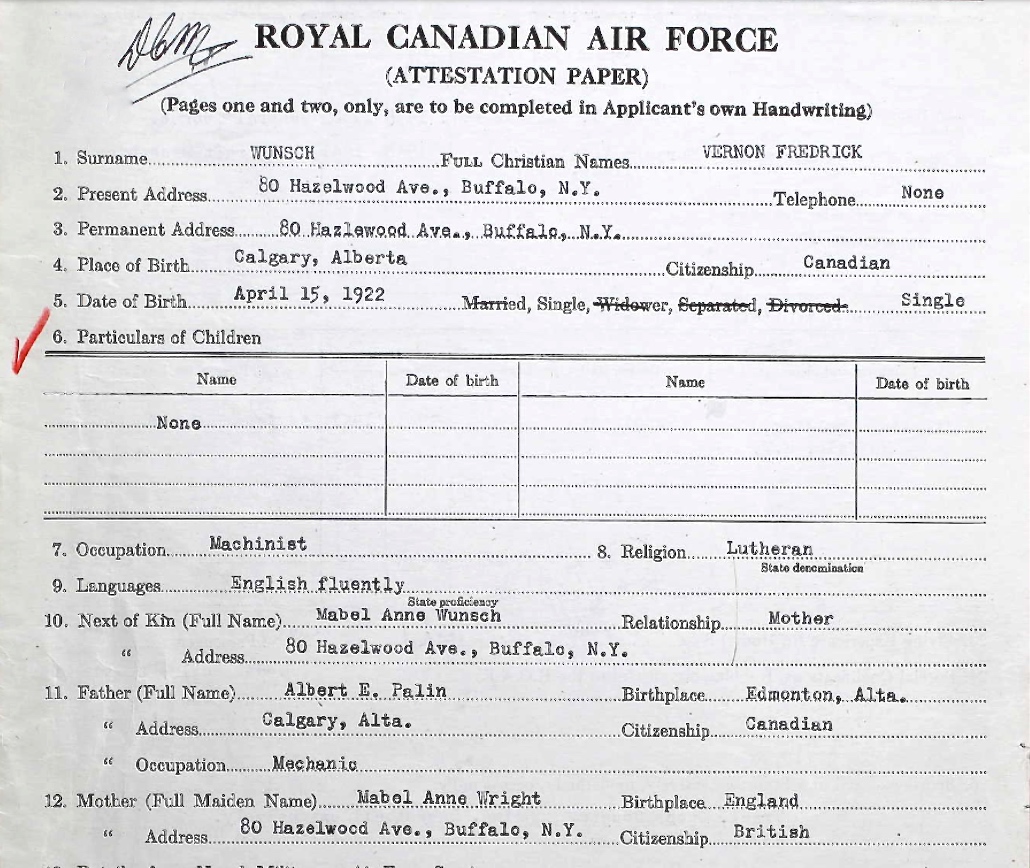 ROYAL CANADIAN AIR FORCE
(ATTESTATION PAPER)
(Pages one and two, only, are to be completed in Applicant's own Handwriting)
1. Surname WUNSCH FULL Christian Names VERNON FREDRICK
2. Present Address 80 Hazelwood Ave., Buffalo, N.Y. Telephone None
3. Permanent Address 80 Hazlewood Ave., Buffalo, N.Y.
4. Place of Birth Calgary, Alberta Citizenship Canadian
5. Date of Birth April 15, 1922 Married, Single, Widower, Separated, Divorced. Single
6. Particulars of Children
Name Date of birth Name Date of birth
None
7. Occupation Machinist 8. Religion Lutheran
State denomination
9. Languages English fluently
State proficiency
10. Next of Kin (Full Name) Mabel Anne Wunsch Relationship Mother
" Address 80 Hazelwood Ave., Buffalo, N.Y.
11. Father (Full Name) Albert E. Palin Birthplace Edmonton, Alta.
" Address Calgary, Alta. Citizenship Canadian
" Occupation Mechanic
12. Mother (Full Maiden Name) Mabel Anne Wright Birthplace England
" Address 80 Hazelwood Ave., Buffalo, N.Y. Citizenship British